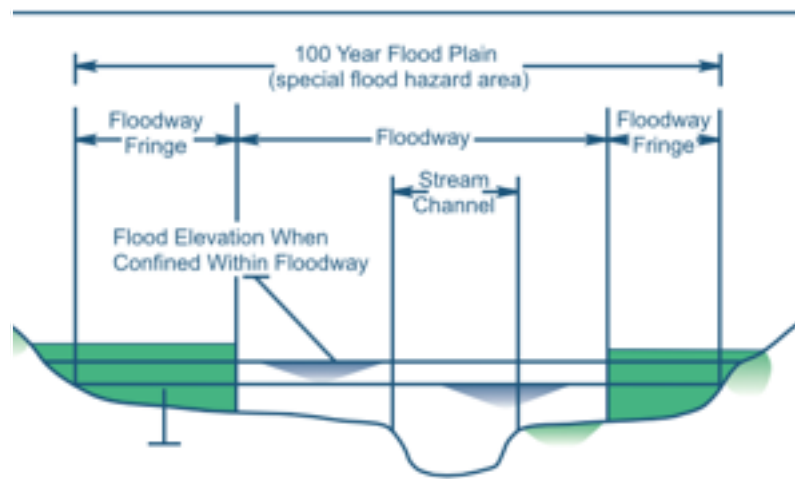 100 Year Flood Plain
(special flood hazard area)
Floodway
Fringe
Floodway
Floodway
Fringe
Stream
Channel
Flood Elevation When
Confined Within Floodway